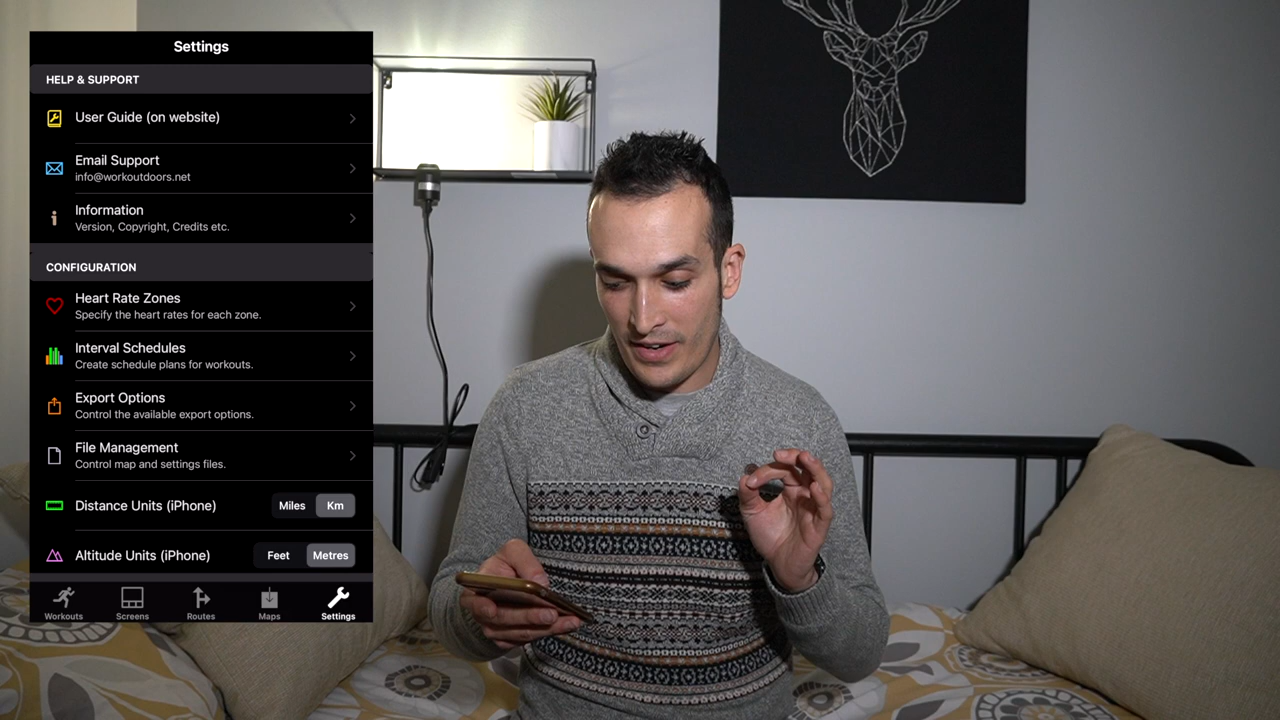 Settings
HELP & SUPPORT
User Guide (on website)
Email Support
info@workoutdoors.net
Information
Version, Copyright, Credits etc.
CONFIGURATION
Heart Rate Zones
Specify the heart rates for each zone.
Interval Schedules
Create schedule plans for workouts.
Export Options
Control the available export options.
File Management
Control map and settings files.
Distance Units (iPhone) Miles Km
Altitude Units (iPhone) Feet Metres
Workouts Screens Routes Maps Settings